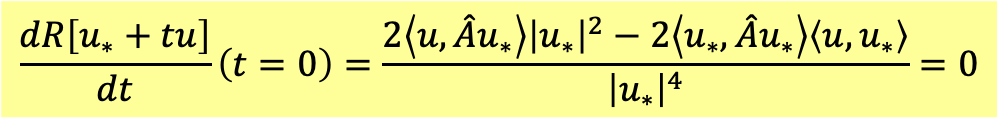 dR[u_* + tu]/dt (t = 0) = (2⟨u, Âu_*⟩|u_*|² − 2⟨u_*, Âu_*⟩⟨u, u_*⟩)/|u_*|⁴ = 0